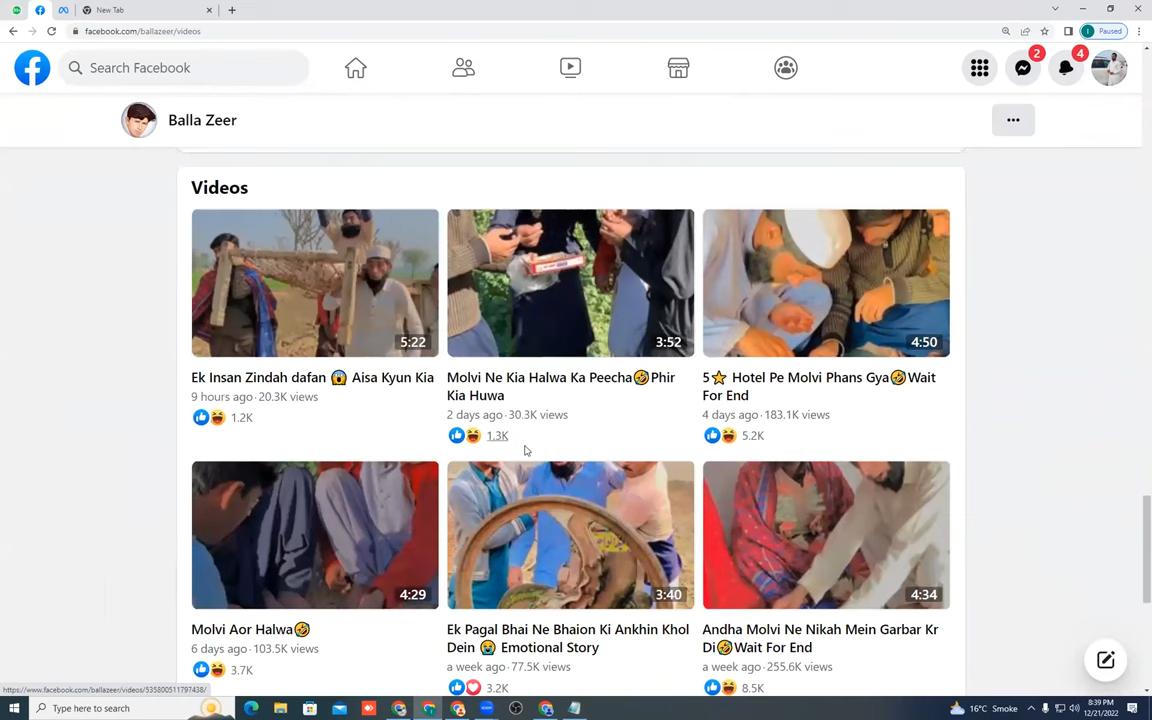 New Tab
facebook.com/ballazeer/videos
Paused
Search Facebook
2
4
Balla Zeer
Videos
5:22
3:52
4:50
Ek Insan Zindah dafan 😱 Aisa Kyun Kia
9 hours ago · 20.3K views
1.2K
Molvi Ne Kia Halwa Ka Peecha🤣Phir
Kia Huwa
2 days ago · 30.3K views
1.3K
5⭐ Hotel Pe Molvi Phans Gya🤣Wait
For End
4 days ago · 183.1K views
5.2K
4:29
3:40
4:34
Molvi Aor Halwa🤣
6 days ago · 103.5K views
3.7K
Ek Pagal Bhai Ne Bhaion Ki Ankhin Khol
Dein 😭 Emotional Story
a week ago · 77.5K views
3.2K
Andha Molvi Ne Nikah Mein Garbar Kr
Di🤣Wait For End
a week ago · 255.6K views
8.5K
https://www.facebook.com/ballazeer/videos/535800511797438/
Type here to search
16°C Smoke
8:39 PM
12/21/2022